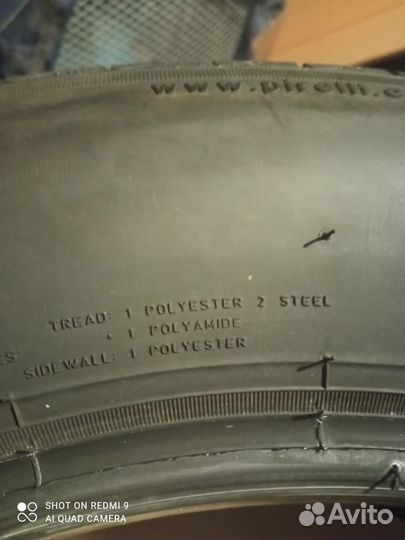 www.pirelli.c
TREAD: 1 POLYESTER 2 STEEL
ES: + 1 POLYAMIDE
SIDEWALL: 1 POLYESTER
SHOT ON REDMI 9
AI QUAD CAMERA
Avito